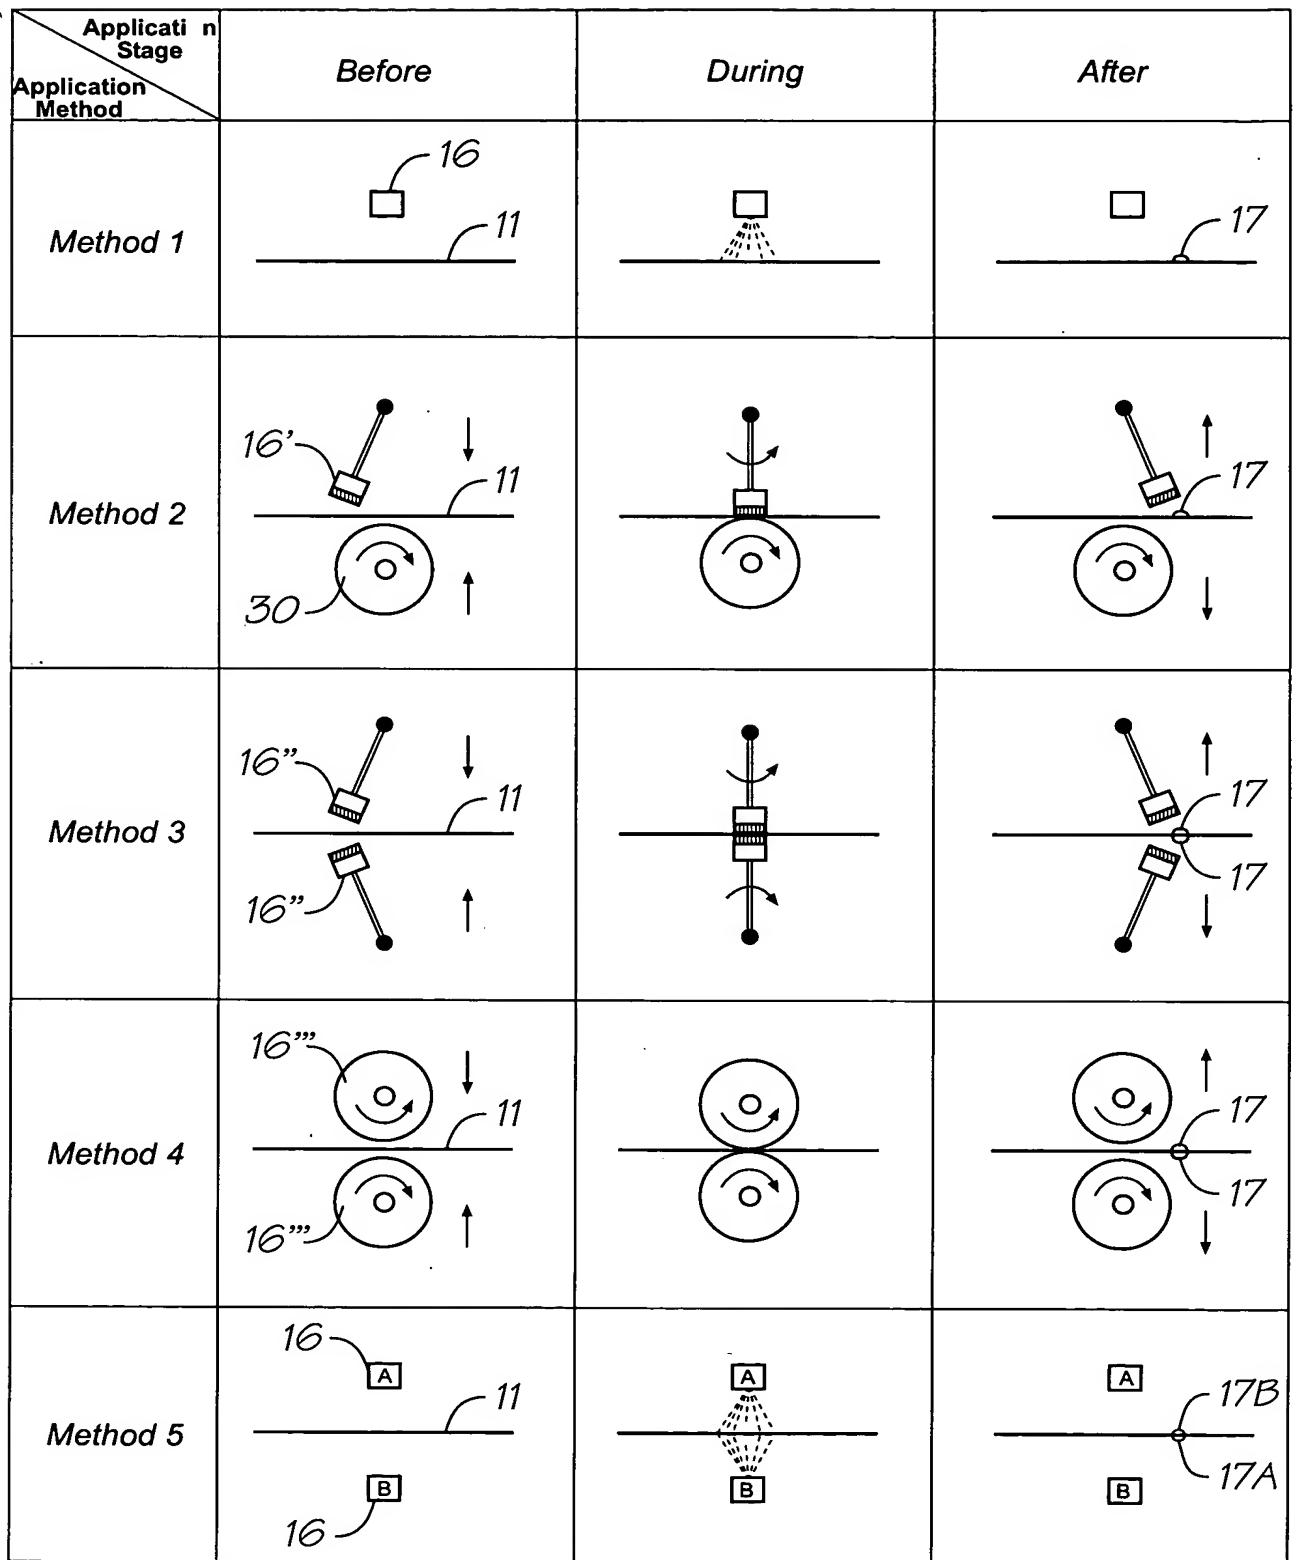 Applicati n
Stage
Application
Method
Before
During
After
Method 1
16
11
17
Method 2
16'
11
30
17
Method 3
16"
11
16"
17
17
Method 4
16'''
11
16'''
17
17
Method 5
16
A
11
B
16
A
B
A
17B
17A
B